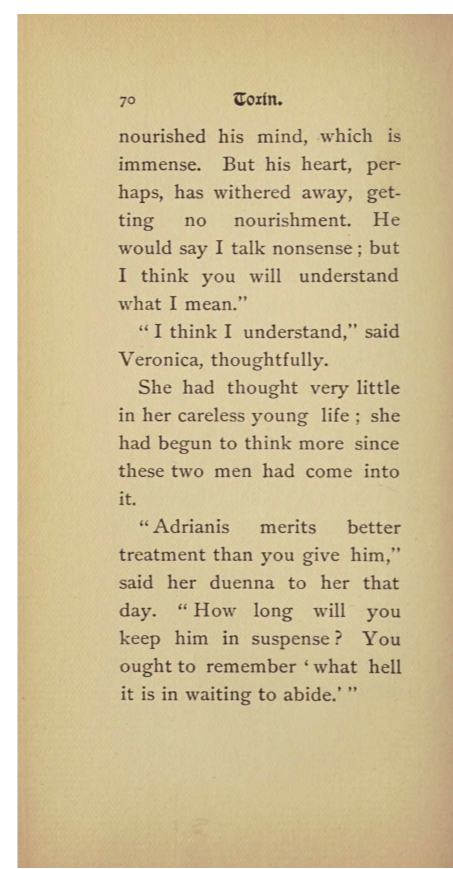 70 Toxin.
nourished his mind, which is
immense. But his heart, per-
haps, has withered away, get-
ting no nourishment. He
would say I talk nonsense ; but
I think you will understand
what I mean.”
“ I think I understand,” said
Veronica, thoughtfully.
She had thought very little
in her careless young life ; she
had begun to think more since
these two men had come into
it.
“ Adrianis merits better
treatment than you give him,”
said her duenna to her that
day. “ How long will you
keep him in suspense ? You
ought to remember ‘ what hell
it is in waiting to abide.’ ”